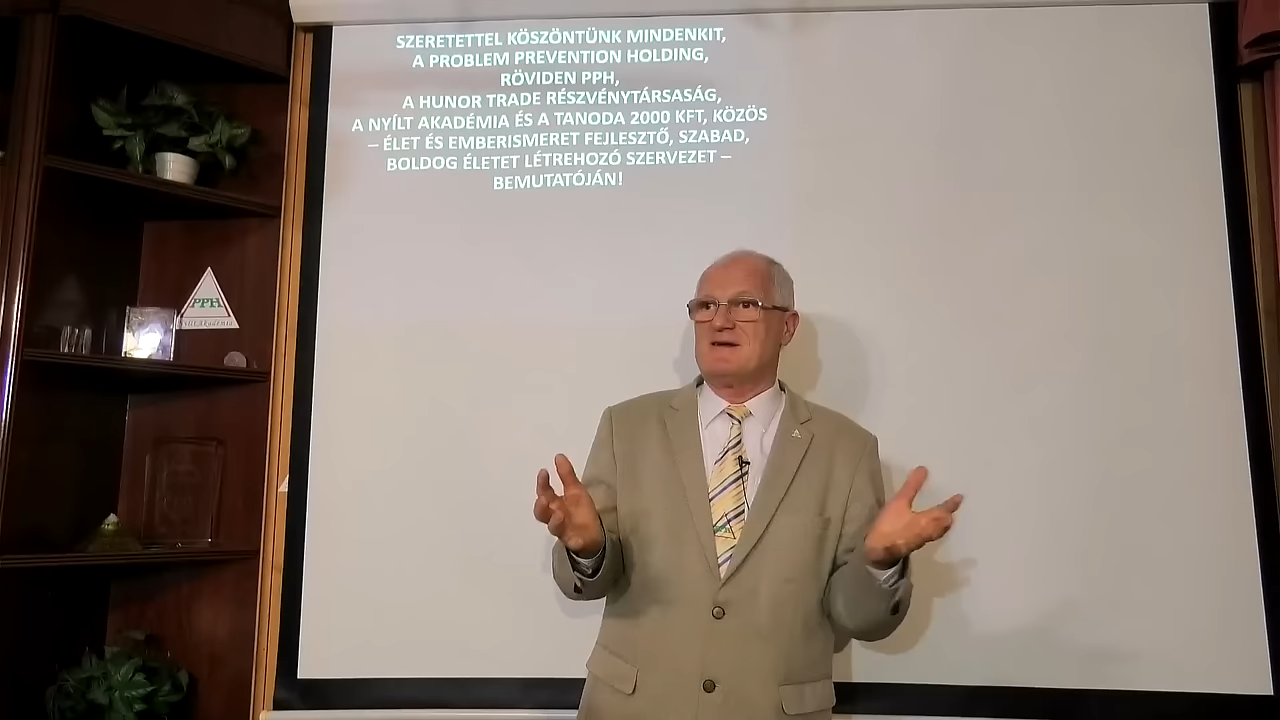 SZERETETTEL KÖSZÖNTÜNK MINDENKIT,
A PROBLEM PREVENTION HOLDING,
RÖVIDEN PPH,
A HUNOR TRADE RÉSZVÉNYTÁRSASÁG,
A NYÍLT AKADÉMIA ÉS A TANODA 2000 KFT, KÖZÖS
– ÉLET ÉS EMBERISMERET FEJLESZTŐ, SZABAD,
BOLDOG ÉLETET LÉTREHOZÓ SZERVEZET –
BEMUTATÓJÁN!
PPH
Akadémia